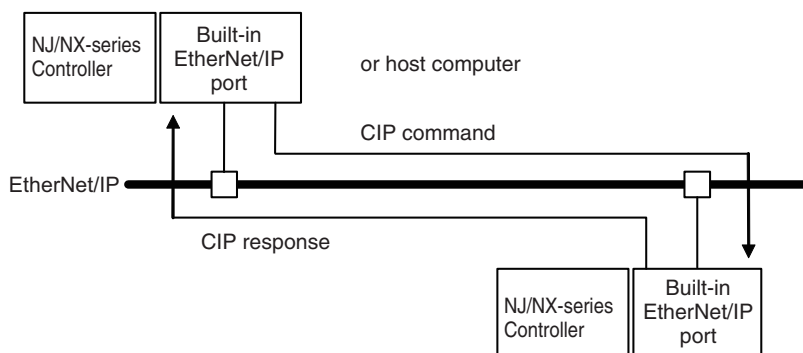 NJ/NX-series
Controller
Built-in
EtherNet/IP
port
or host computer
CIP command
EtherNet/IP
CIP response
NJ/NX-series
Controller
Built-in
EtherNet/IP
port